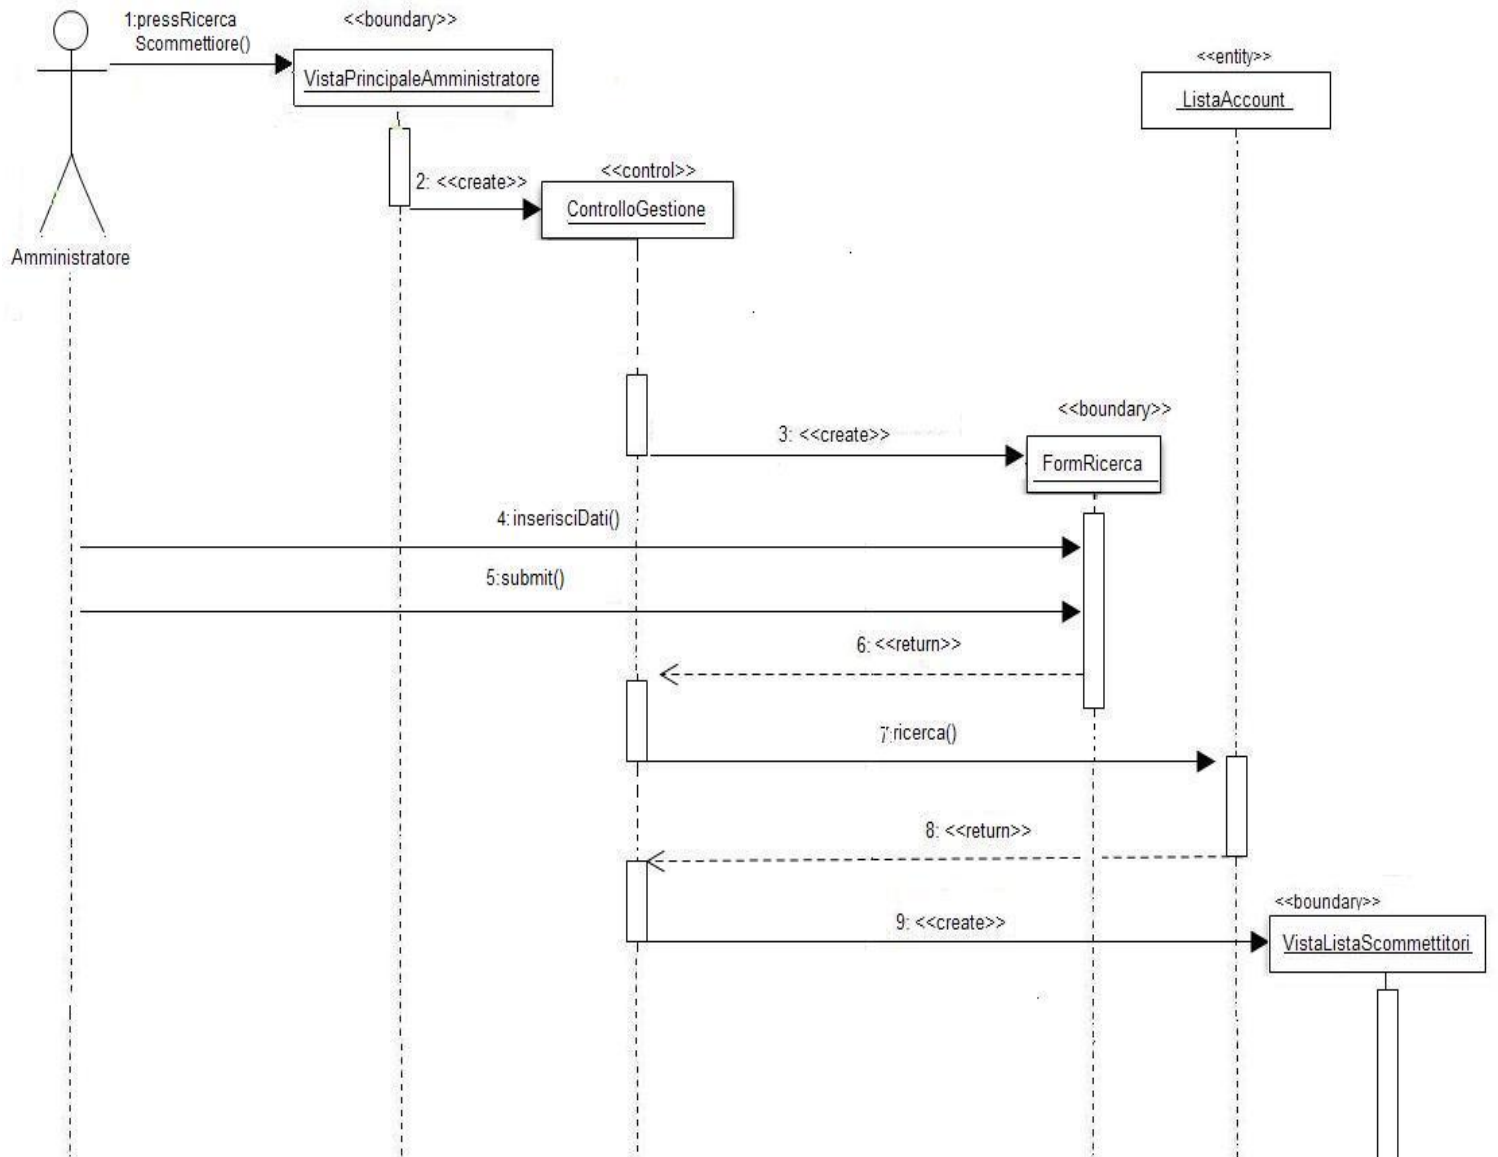 1:pressRicerca
Scommettiore()
<<boundary>>
VistaPrincipaleAmministratore
<<entity>>
ListaAccount
2: <<create>>
<<control>>
ControlloGestione
Amministratore
<<boundary>>
3: <<create>>
FormRicerca
4: inserisciDati()
5:submit()
6: <<return>>
7:ricerca()
8: <<return>>
<<boundary>>
9: <<create>>
VistaListaScommettitori